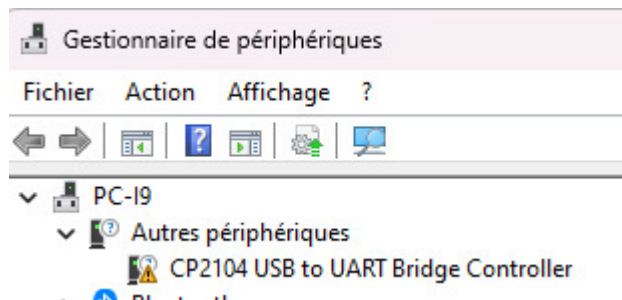 Gestionnaire de périphériques
Fichier Action Affichage ?
PC-I9
Autres périphériques
CP2104 USB to UART Bridge Controller